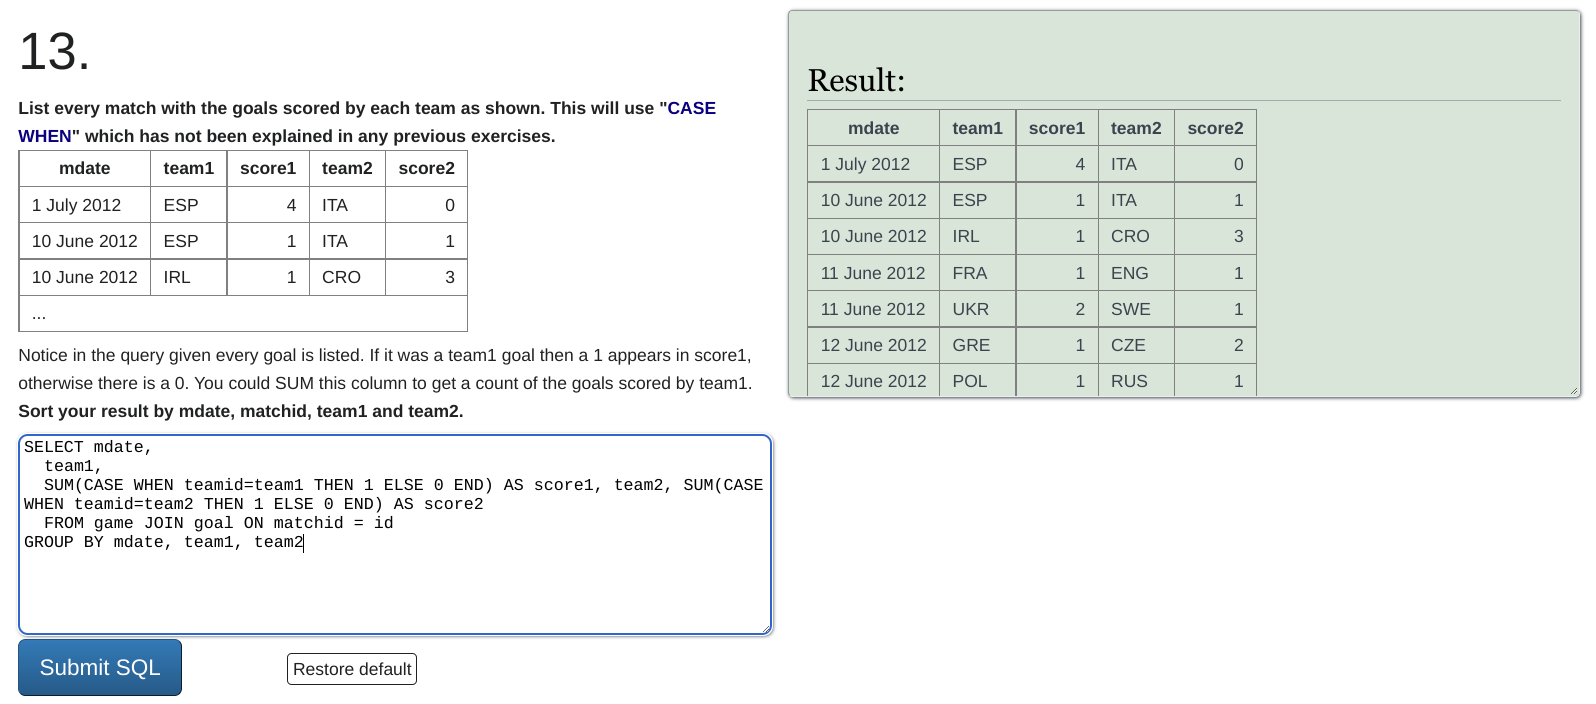 13.
List every match with the goals scored by each team as shown. This will use "CASE
WHEN" which has not been explained in any previous exercises.
mdate team1 score1 team2 score2
1 July 2012 ESP 4 ITA 0
10 June 2012 ESP 1 ITA 1
10 June 2012 IRL 1 CRO 3
...
Notice in the query given every goal is listed. If it was a team1 goal then a 1 appears in score1,
otherwise there is a 0. You could SUM this column to get a count of the goals scored by team1.
Sort your result by mdate, matchid, team1 and team2.
SELECT mdate,
  team1,
  SUM(CASE WHEN teamid=team1 THEN 1 ELSE 0 END) AS score1, team2, SUM(CASE
WHEN teamid=team2 THEN 1 ELSE 0 END) AS score2
  FROM game JOIN goal ON matchid = id
GROUP BY mdate, team1, team2
Submit SQL
Restore default
Result:
mdate team1 score1 team2 score2
1 July 2012 ESP 4 ITA 0
10 June 2012 ESP 1 ITA 1
10 June 2012 IRL 1 CRO 3
11 June 2012 FRA 1 ENG 1
11 June 2012 UKR 2 SWE 1
12 June 2012 GRE 1 CZE 2
12 June 2012 POL 1 RUS 1